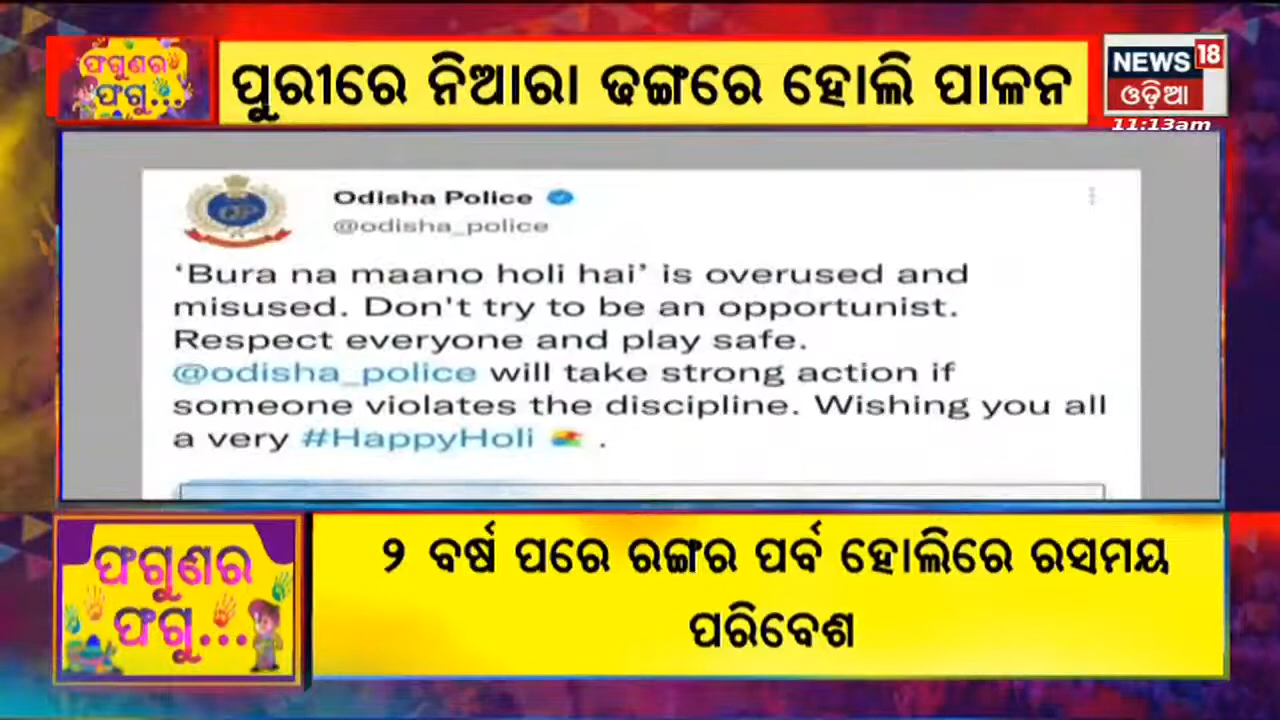 ଫଗୁଣର
ଫଗୁ...
ପୁରୀରେ ନିଆରା ଢଙ୍ଗରେ ହୋଲି ପାଳନ
NEWS 18
ଓଡ଼ିଆ
11:13am
OP
Odisha Police
@odisha_police
‘Bura na maano holi hai’ is overused and
misused. Don't try to be an opportunist.
Respect everyone and play safe.
@odisha_police will take strong action if
someone violates the discipline. Wishing you all
a very #HappyHoli .
ଫଗୁଣର
ଫଗୁ...
୨ ବର୍ଷ ପରେ ରଙ୍ଗର ପର୍ବ ହୋଲିରେ ରସମୟ
ପରିବେଶ